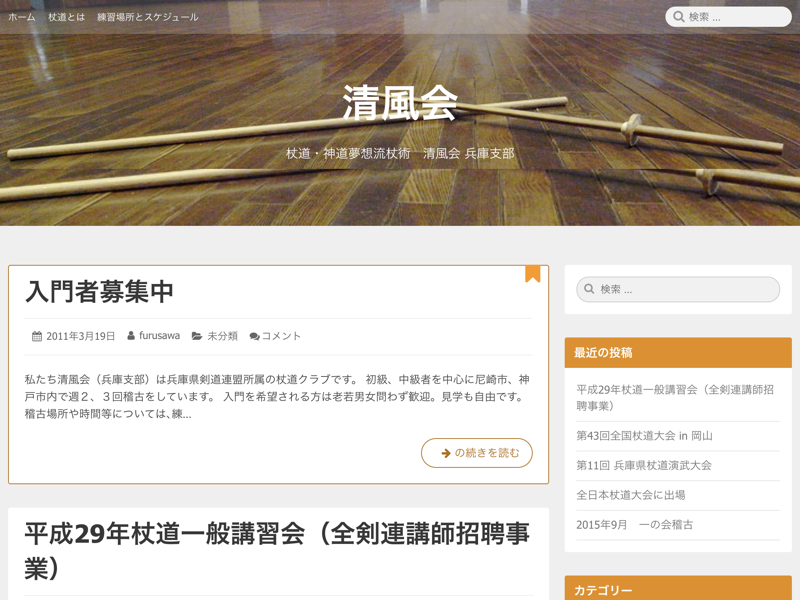 ホーム 杖道とは 練習場所とスケジュール
検索 ...
清風会
杖道・神道夢想流杖術　清風会 兵庫支部
入門者募集中
2011年3月19日 furusawa 未分類 コメント
私たち清風会（兵庫支部）は兵庫県剣道連盟所属の杖道クラブです。 初級、中級者を中心に尼崎市、神
戸市内で週２、３回稽古をしています。 入門を希望される方は老若男女問わず歓迎。見学も自由です。
稽古場所や時間等については､練...
の続きを読む
平成29年杖道一般講習会（全剣連講師招聘事
業）
検索 ...
最近の投稿
平成29年杖道一般講習会（全剣連講師招
聘事業）
第43回全国杖道大会 in 岡山
第11回 兵庫県杖道演武大会
全日本杖道大会に出場
2015年9月　一の会稽古
カテゴリー